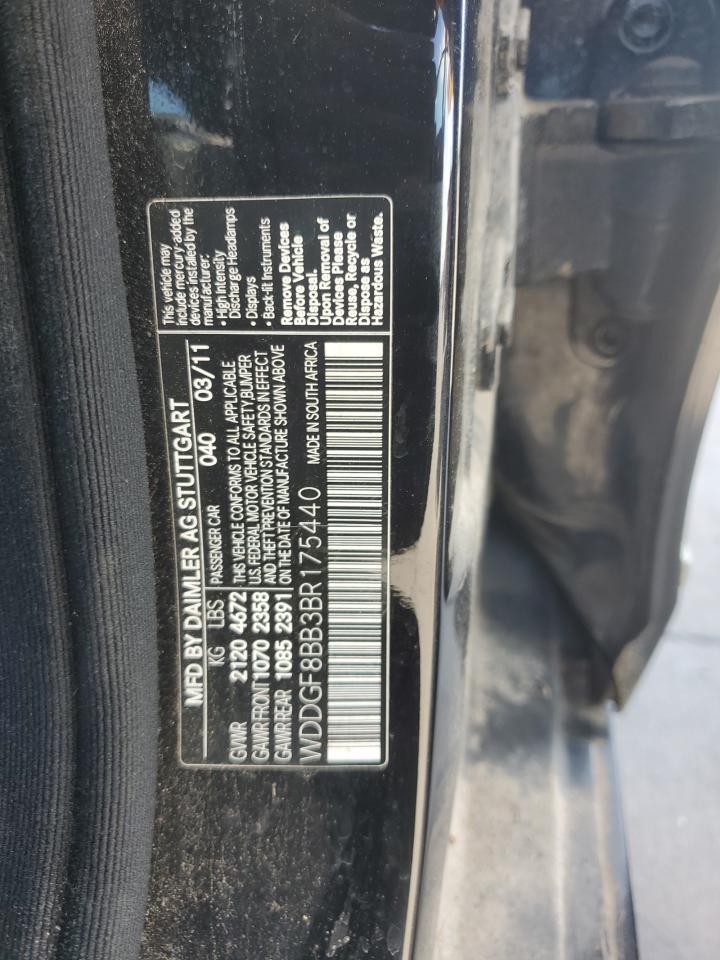 MFD BY DAIMLER AG STUTTGART
KG LBS PASSENGER CAR 040 03/11
GVWR 2120 4672 THIS VEHICLE CONFORMS TO ALL APPLICABLE
GAWR FRONT 1070 2358 U.S. FEDERAL MOTOR VEHICLE SAFETY, BUMPER
GAWR REAR 1085 2391 AND THEFT PREVENTION STANDARDS IN EFFECT
ON THE DATE OF MANUFACTURE SHOWN ABOVE
WDDGF8BB3BR175440 MADE IN SOUTH AFRICA
This vehicle may
include mercury-added
devices installed by the
manufacturer:
• High Intensity
Discharge Headlamps
• Displays
• Back-lit Instruments
Remove Devices
Before Vehicle
Disposal.
Upon Removal of
Devices Please
Reuse, Recycle or
Dispose as
Hazardous Waste.